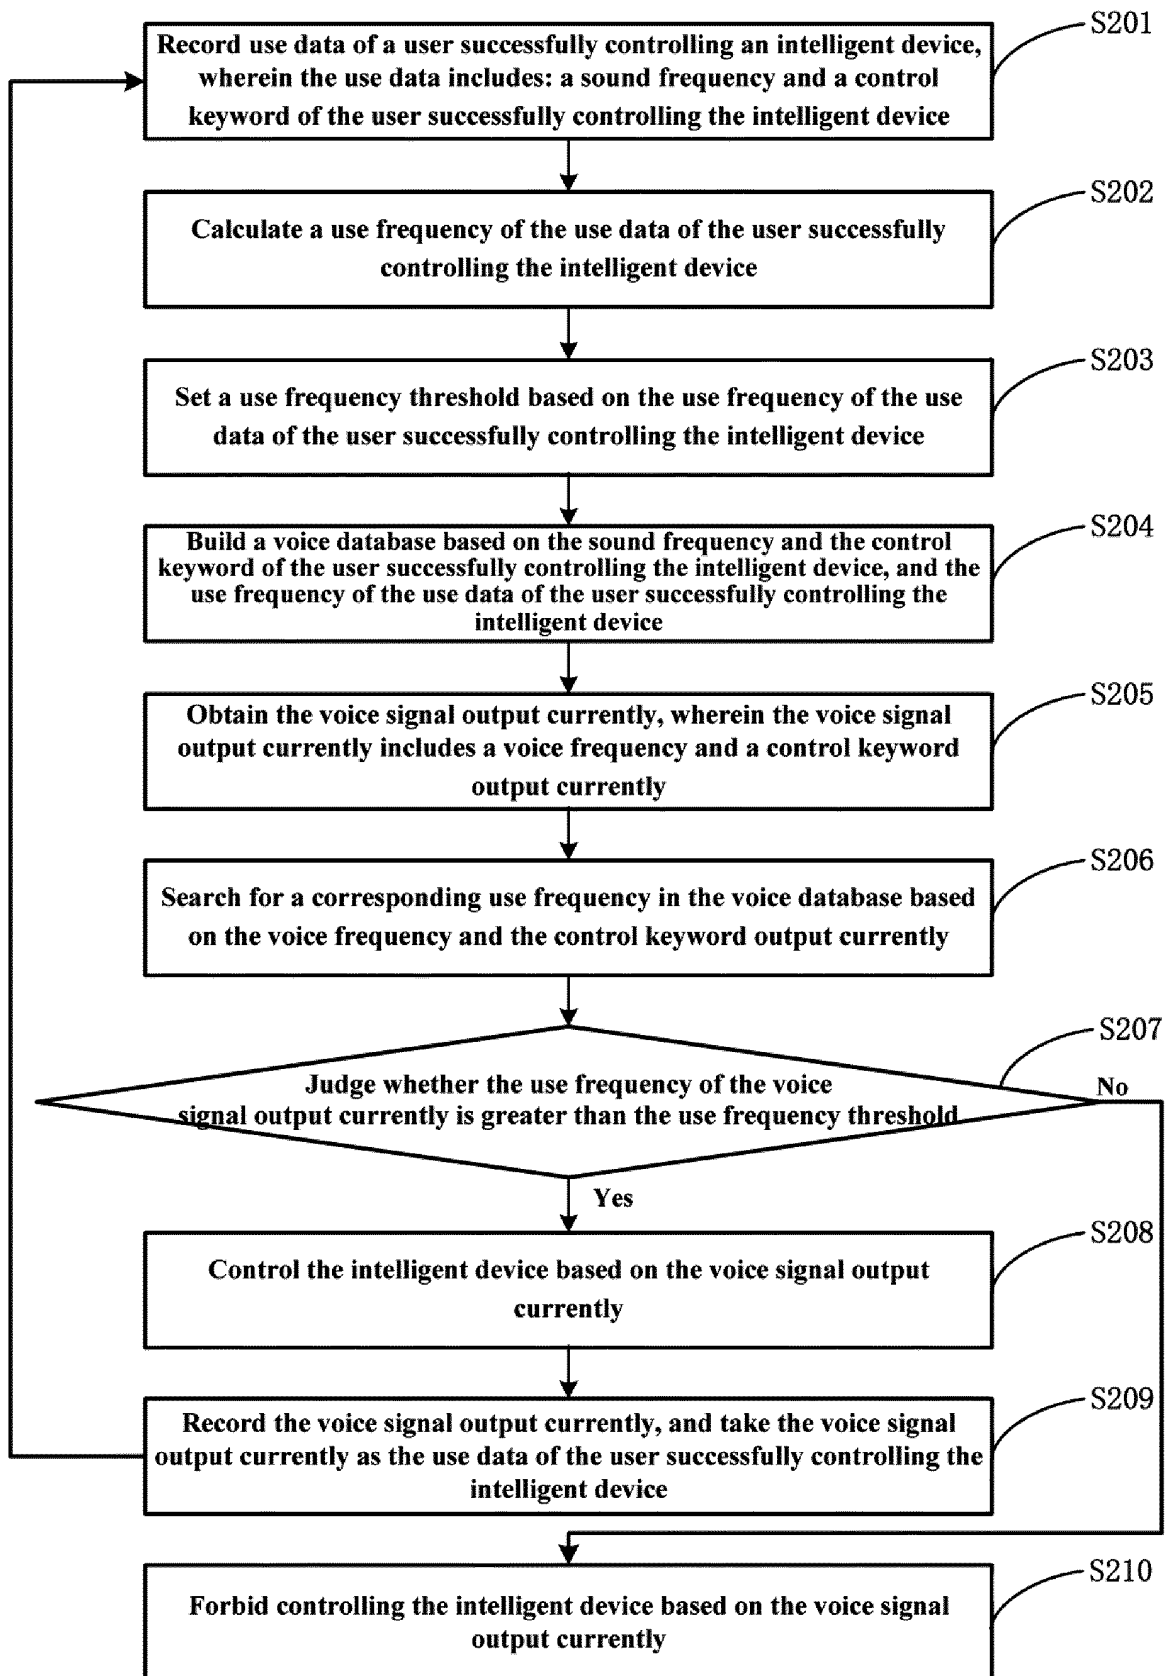 S201
Record use data of a user successfully controlling an intelligent device,
wherein the use data includes: a sound frequency and a control
keyword of the user successfully controlling the intelligent device
S202
Calculate a use frequency of the use data of the user successfully
controlling the intelligent device
S203
Set a use frequency threshold based on the use frequency of the use
data of the user successfully controlling the intelligent device
S204
Build a voice database based on the sound frequency and the control
keyword of the user successfully controlling the intelligent device, and the
use frequency of the use data of the user successfully controlling the
intelligent device
S205
Obtain the voice signal output currently, wherein the voice signal
output currently includes a voice frequency and a control keyword
output currently
S206
Search for a corresponding use frequency in the voice database based
on the voice frequency and the control keyword output currently
S207
Judge whether the use frequency of the voice
signal output currently is greater than the use frequency threshold
No
Yes
S208
Control the intelligent device based on the voice signal output
currently
S209
Record the voice signal output currently, and take the voice signal
output currently as the use data of the user successfully controlling the
intelligent device
S210
Forbid controlling the intelligent device based on the voice signal
output currently